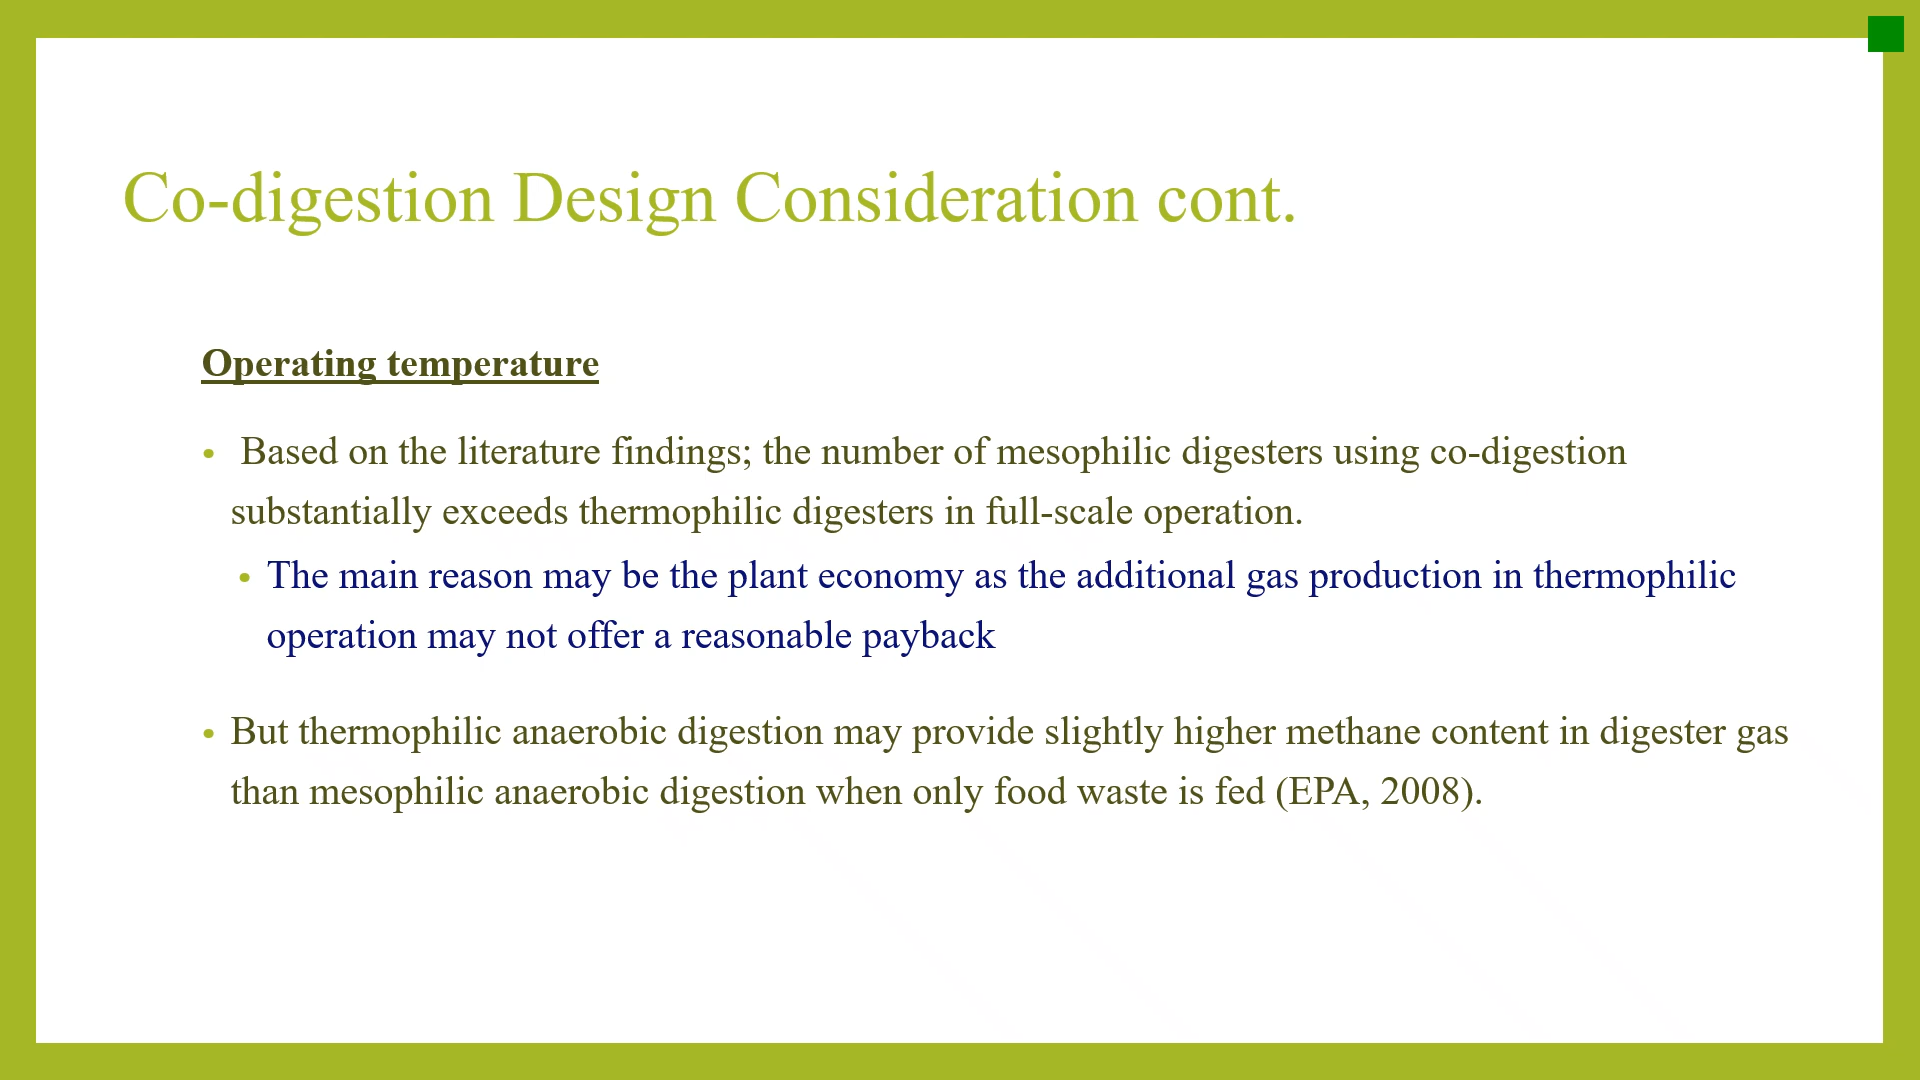 Co-digestion Design Consideration cont.
Operating temperature
• Based on the literature findings; the number of mesophilic digesters using co-digestion
substantially exceeds thermophilic digesters in full-scale operation.
• The main reason may be the plant economy as the additional gas production in thermophilic
operation may not offer a reasonable payback
• But thermophilic anaerobic digestion may provide slightly higher methane content in digester gas
than mesophilic anaerobic digestion when only food waste is fed (EPA, 2008).